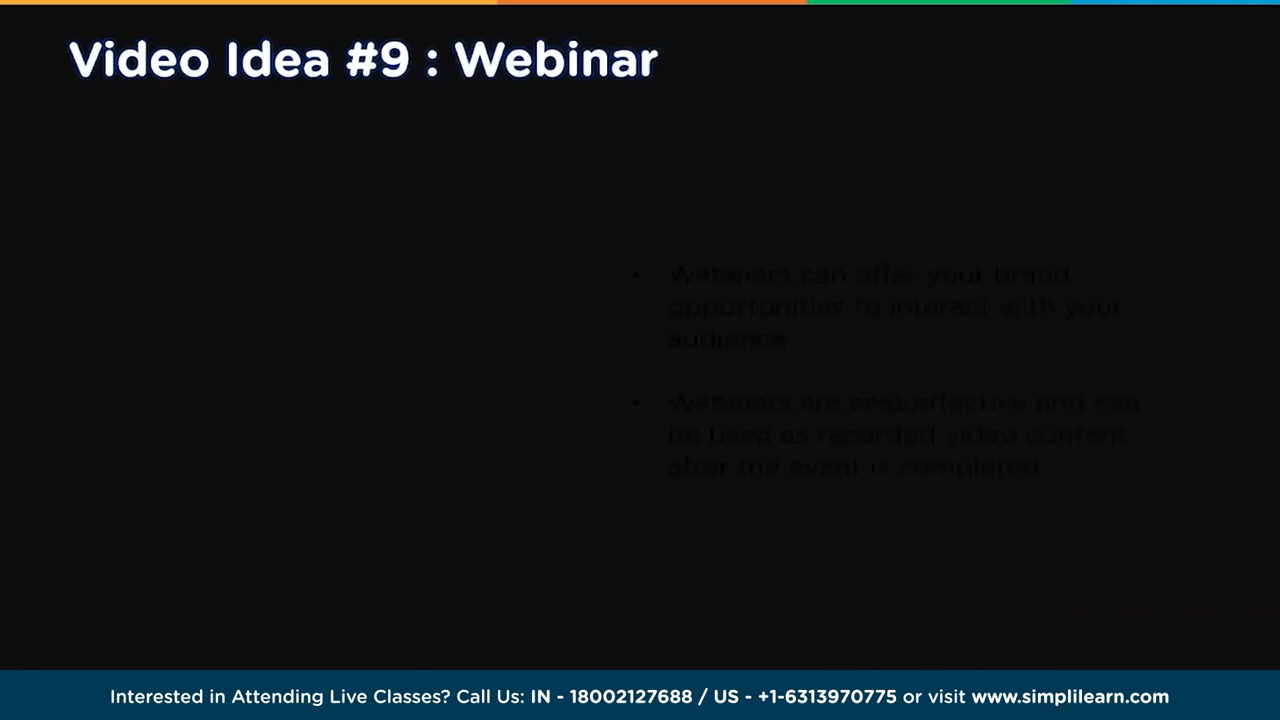 Video Idea #9 : Webinar
• Webinars can offer your brand
opportunities to interact with your
audience
• Webinars are cost effective and can
be used as recorded video content
after the event is completed
Interested in Attending Live Classes? Call Us: IN - 18002127688 / US - +1-6313970775 or visit www.simplilearn.com